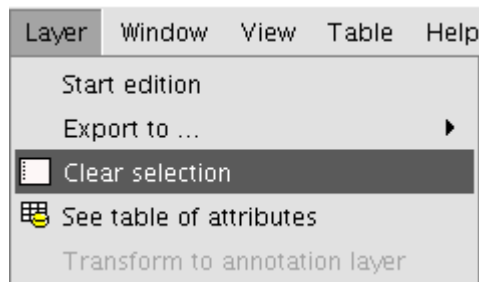 Layer Window View Table Help
Start edition
Export to ...
Clear selection
See table of attributes
Transform to annotation layer